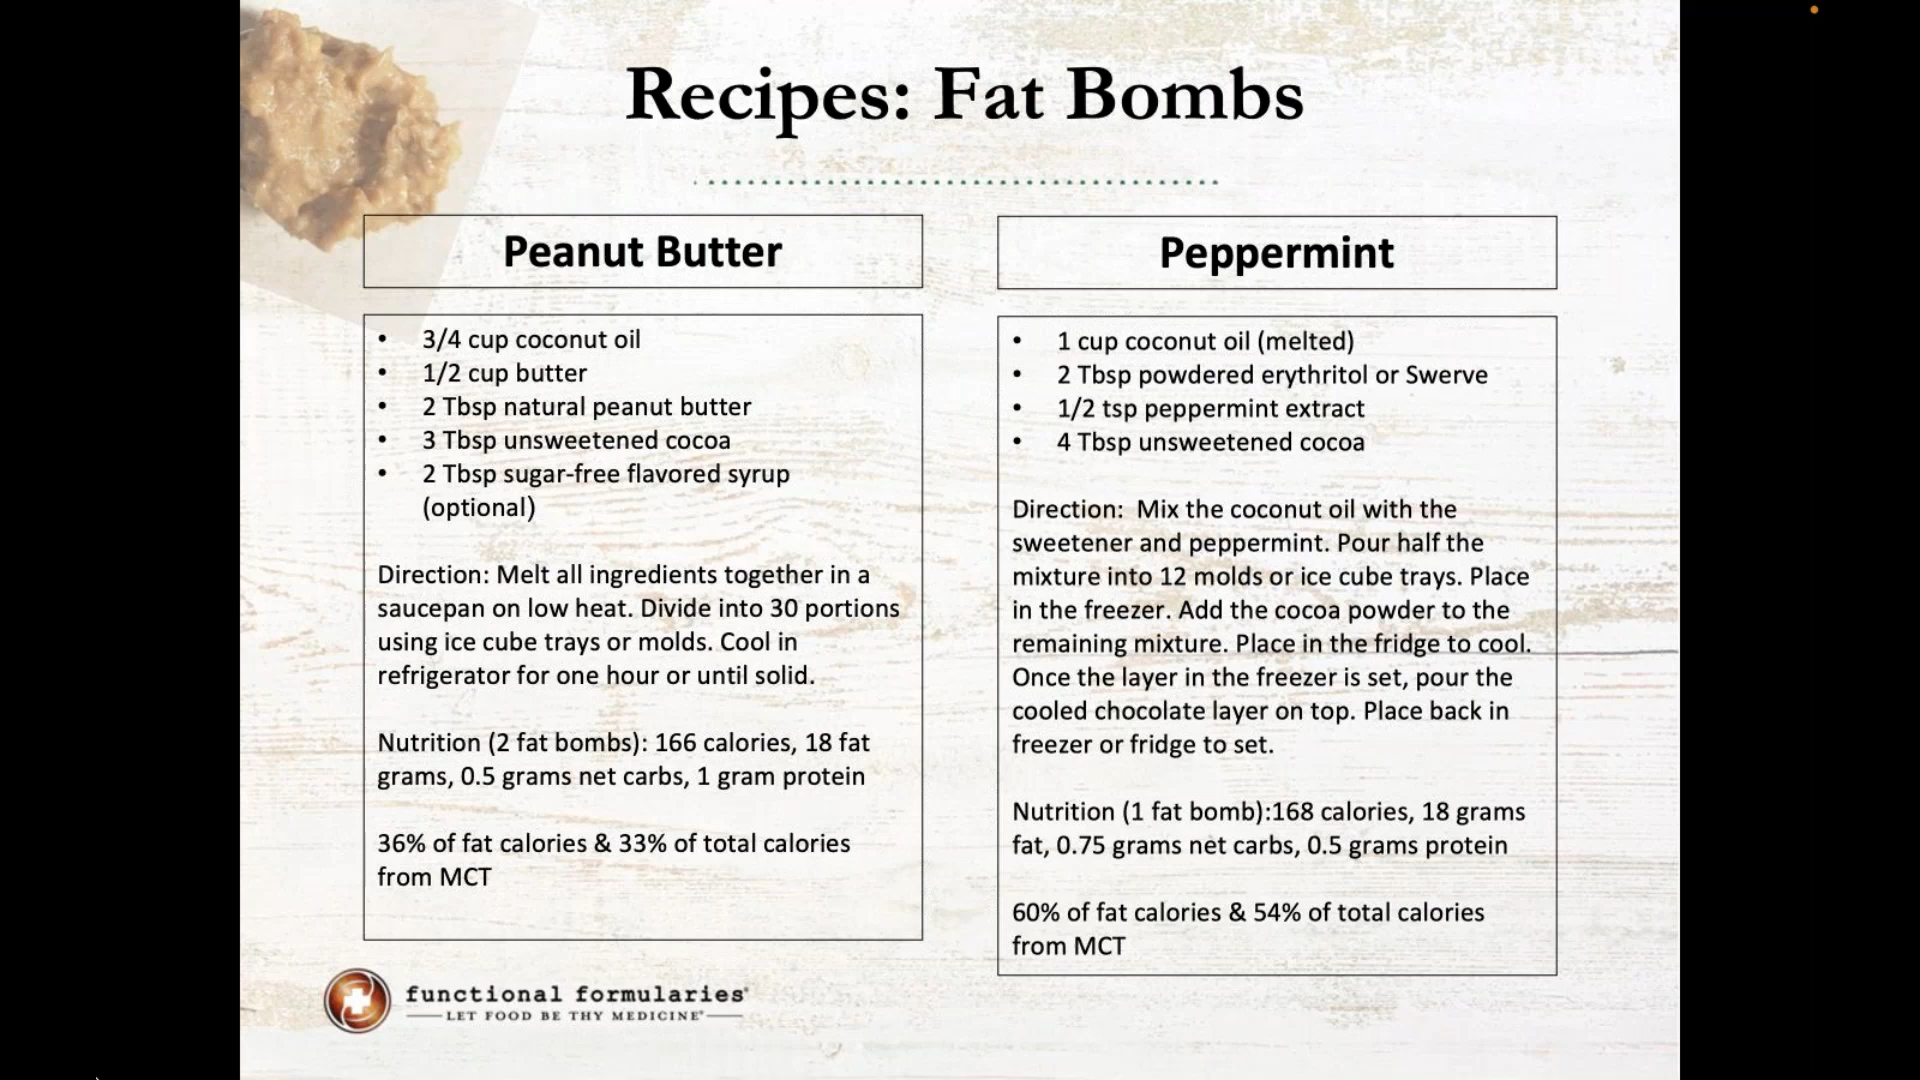 Recipes: Fat Bombs
Peanut Butter
• 3/4 cup coconut oil
• 1/2 cup butter
• 2 Tbsp natural peanut butter
• 3 Tbsp unsweetened cocoa
• 2 Tbsp sugar-free flavored syrup
(optional)
Direction: Melt all ingredients together in a
saucepan on low heat. Divide into 30 portions
using ice cube trays or molds. Cool in
refrigerator for one hour or until solid.
Nutrition (2 fat bombs): 166 calories, 18 fat
grams, 0.5 grams net carbs, 1 gram protein
36% of fat calories & 33% of total calories
from MCT
Peppermint
• 1 cup coconut oil (melted)
• 2 Tbsp powdered erythritol or Swerve
• 1/2 tsp peppermint extract
• 4 Tbsp unsweetened cocoa
Direction:  Mix the coconut oil with the
sweetener and peppermint. Pour half the
mixture into 12 molds or ice cube trays. Place
in the freezer. Add the cocoa powder to the
remaining mixture. Place in the fridge to cool.
Once the layer in the freezer is set, pour the
cooled chocolate layer on top. Place back in
freezer or fridge to set.
Nutrition (1 fat bomb):168 calories, 18 grams
fat, 0.75 grams net carbs, 0.5 grams protein
60% of fat calories & 54% of total calories
from MCT
functional formularies®
LET FOOD BE THY MEDICINE®